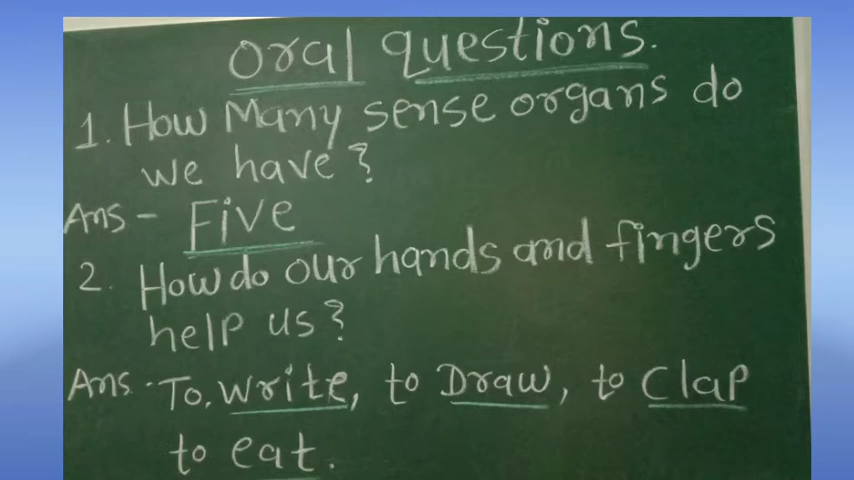 Oral questions.
1. How Many sense organs do
we have?
Ans - Five
2. How do our hands and fingers
help us?
Ans. To, write, to Draw, to Clap
to eat.